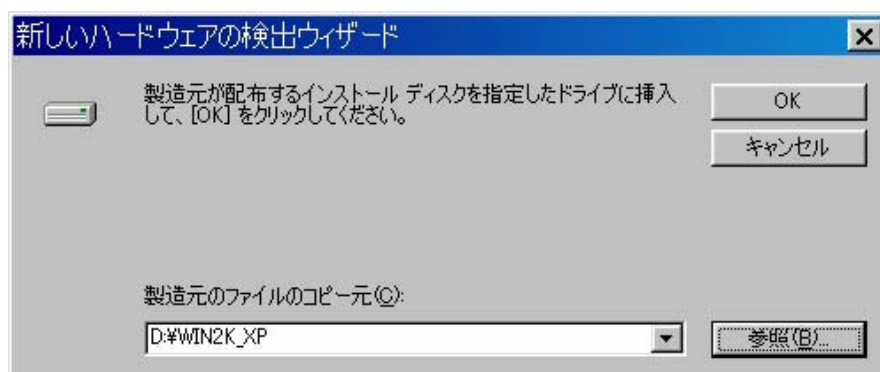 新しいハードウェアの検出ウィザード
製造元が配布するインストール ディスクを指定したドライブに挿入
して、[OK] をクリックしてください。
OK
キャンセル
製造元のファイルのコピー元(C):
D:¥WIN2K_XP
参照(B)...